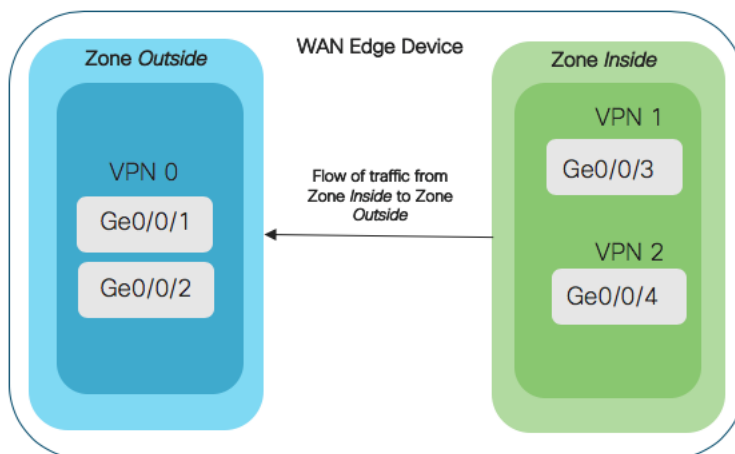 WAN Edge Device
Zone Outside
VPN 0
Ge0/0/1
Ge0/0/2
Flow of traffic from
Zone Inside to Zone
Outside
Zone Inside
VPN 1
Ge0/0/3
VPN 2
Ge0/0/4